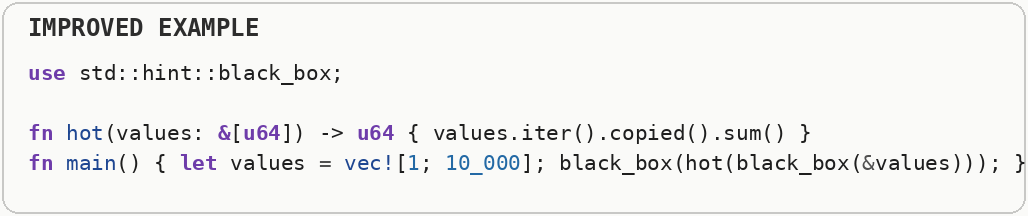 IMPROVED EXAMPLE
use std::hint::black_box;
fn hot(values: &[u64]) -> u64 { values.iter().copied().sum() }
fn main() { let values = vec![1; 10_000]; black_box(hot(black_box(&values))); }